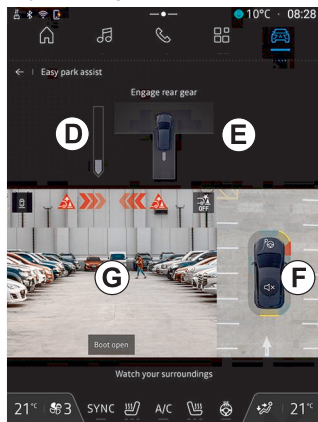 10°C · 08:28
Easy park assist
Engage rear gear
D
E
OFF
G
F
Boot open
Watch your surroundings
21°C 3 SYNC A/C 21°C